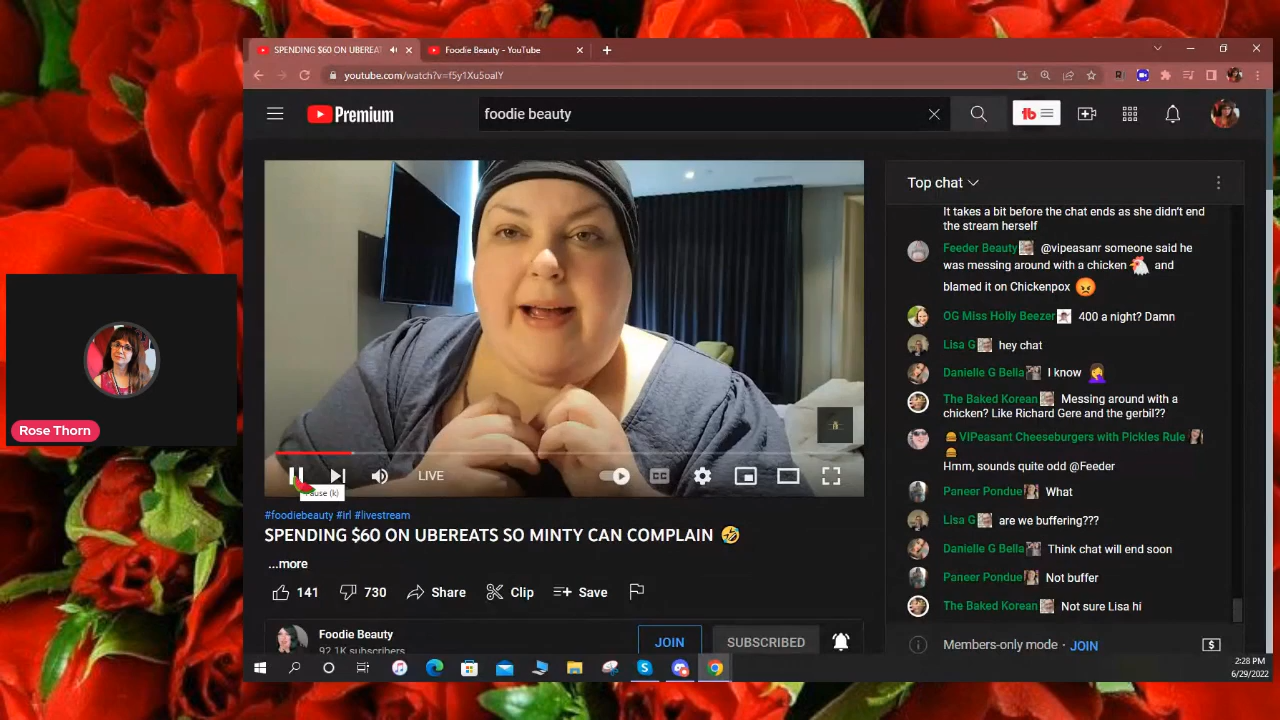 SPENDING $60 ON UBEREAT
Foodie Beauty - YouTube
youtube.com/watch?v=f5y1Xu5oaIY
Premium
foodie beauty
tb
Top chat
It takes a bit before the chat ends as she didn't end
the stream herself
Feeder Beauty @vipeasanr someone said he
was messing around with a chicken 🐔 and
blamed it on Chickenpox 😡
OG Miss Holly Beezer 400 a night? Damn
Lisa G hey chat
Danielle G Bella I know 🤦‍♀️
The Baked Korean Messing around with a
chicken? Like Richard Gere and the gerbil??
🍔VIPeasant Cheeseburgers with Pickles Rule
🍔
Hmm, sounds quite odd @Feeder
Paneer Pondue What
Lisa G are we buffering???
Danielle G Bella Think chat will end soon
Paneer Pondue Not buffer
The Baked Korean Not sure Lisa hi
Members-only mode · JOIN
Rose Thorn
LIVE
CC
Pause (k)
#foodiebeauty #irl #livestream
SPENDING $60 ON UBEREATS SO MINTY CAN COMPLAIN 🤣
...more
141 730 Share Clip Save
Foodie Beauty
92.1K subscribers
JOIN SUBSCRIBED
2:28 PM
6/29/2022